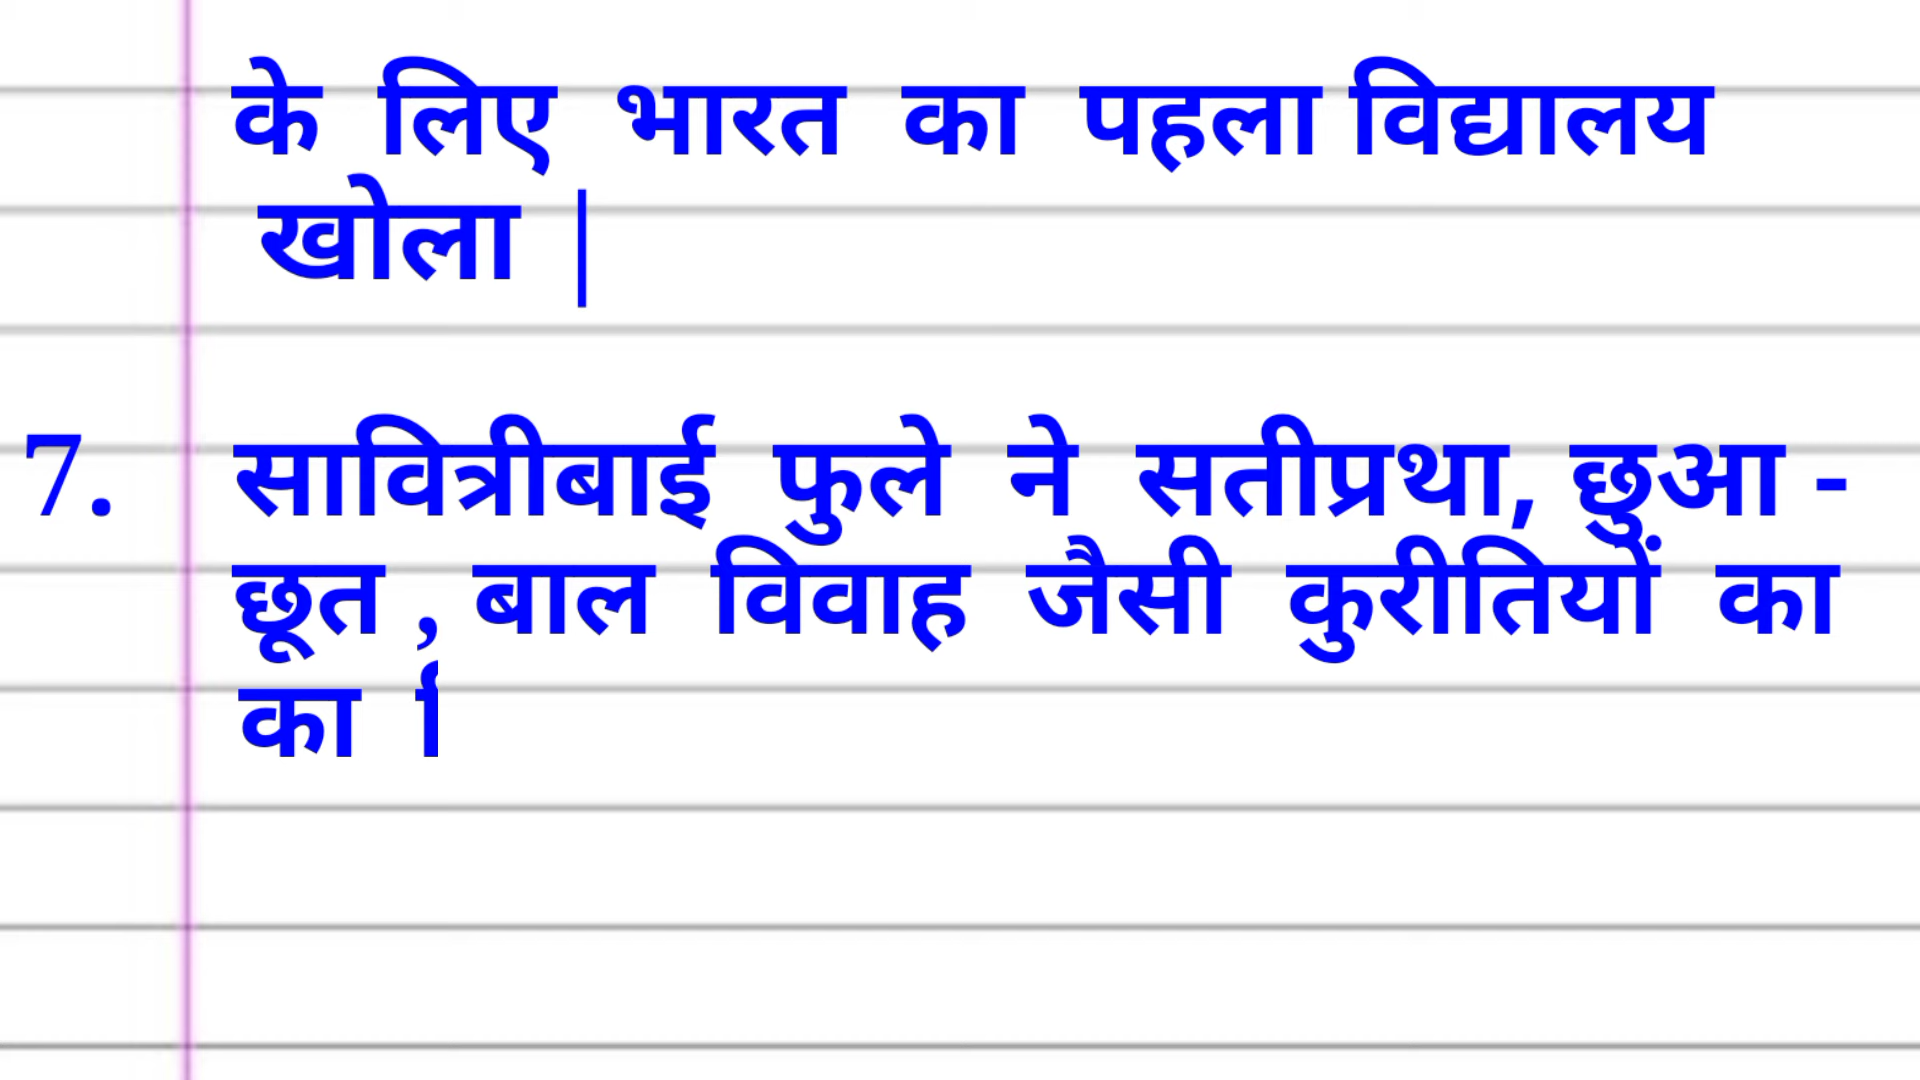 के लिए भारत का पहला विद्यालय
खोला |
7. सावित्रीबाई फुले ने सतीप्रथा, छुआ -
छूत , बाल विवाह जैसी कुरीतियों का
का